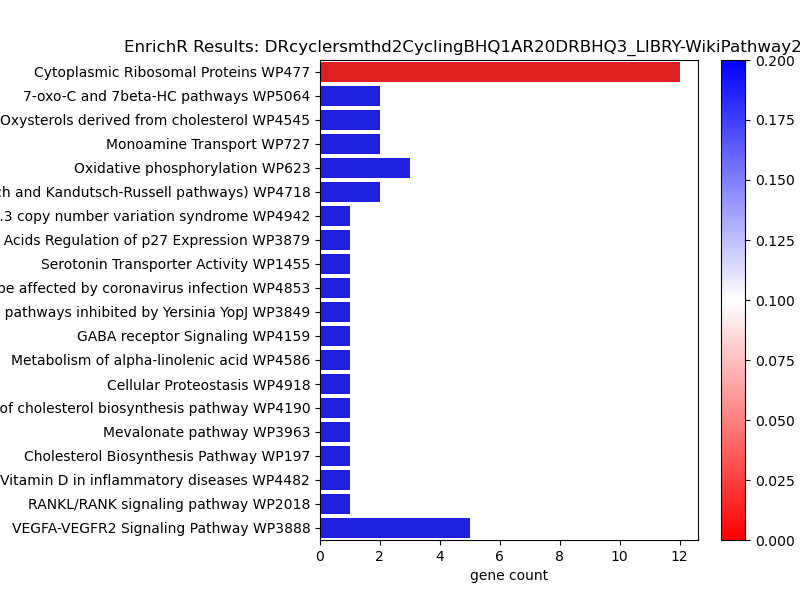 EnrichR Results: DRcyclersmthd2CyclingBHQ1AR20DRBHQ3_LIBRY-WikiPathway2
Cytoplasmic Ribosomal Proteins WP477
7-oxo-C and 7beta-HC pathways WP5064
Oxysterols derived from cholesterol WP4545
Monoamine Transport WP727
Oxidative phosphorylation WP623
and Kandutsch-Russell pathways) WP4718
.3 copy number variation syndrome WP4942
Acids Regulation of p27 Expression WP3879
Serotonin Transporter Activity WP1455
be affected by coronavirus infection WP4853
pathways inhibited by Yersinia YopJ WP3849
GABA receptor Signaling WP4159
Metabolism of alpha-linolenic acid WP4586
Cellular Proteostasis WP4918
of cholesterol biosynthesis pathway WP4190
Mevalonate pathway WP3963
Cholesterol Biosynthesis Pathway WP197
Vitamin D in inflammatory diseases WP4482
RANKL/RANK signaling pathway WP2018
VEGFA-VEGFR2 Signaling Pathway WP3888
0 2 4 6 8 10 12
gene count
0.200
0.175
0.150
0.125
0.100
0.075
0.050
0.025
0.000